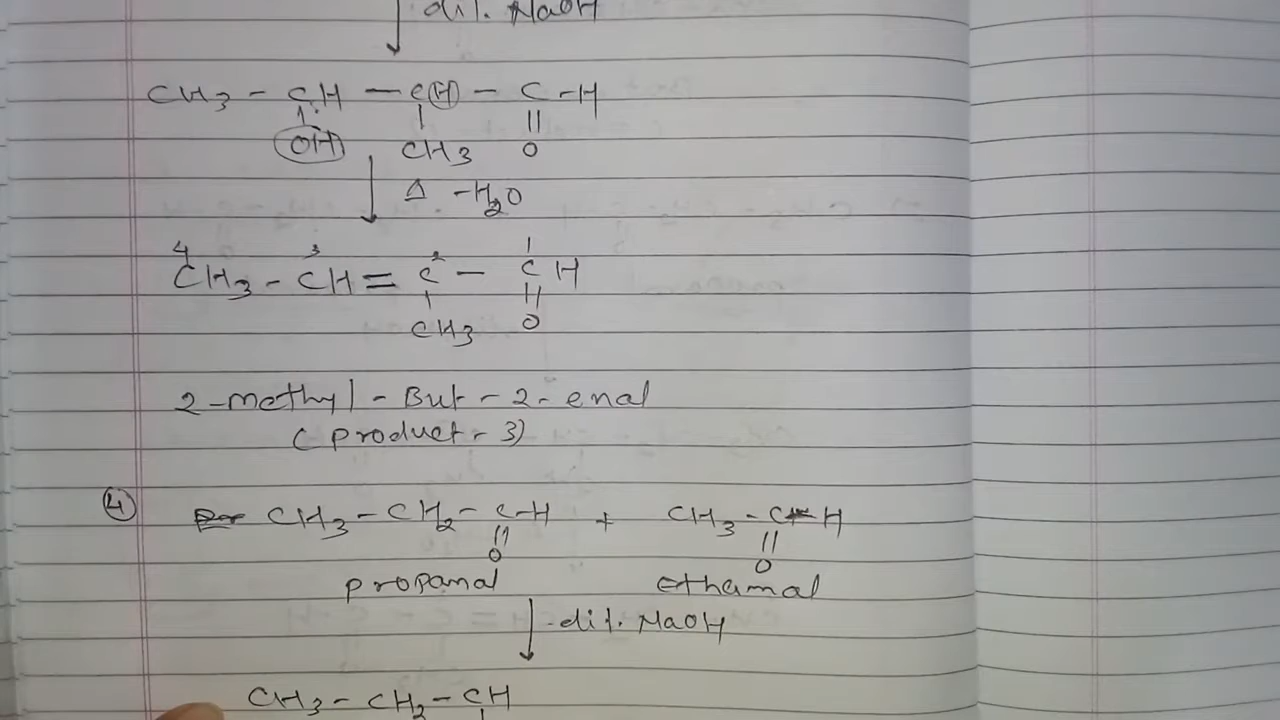 dil. NaOH
CH3 - CH - CH - C - H
OH CH3 O
Δ -H2O
4 3 2 1
CH3 - CH = C - CH
CH3 O
2-methyl - But - 2 - enal
(product - 3)
4 CH3 - CH2 - C - H + CH3 - C - H
O O
propanal ethanal
dil. NaOH
CH3 - CH2 - CH